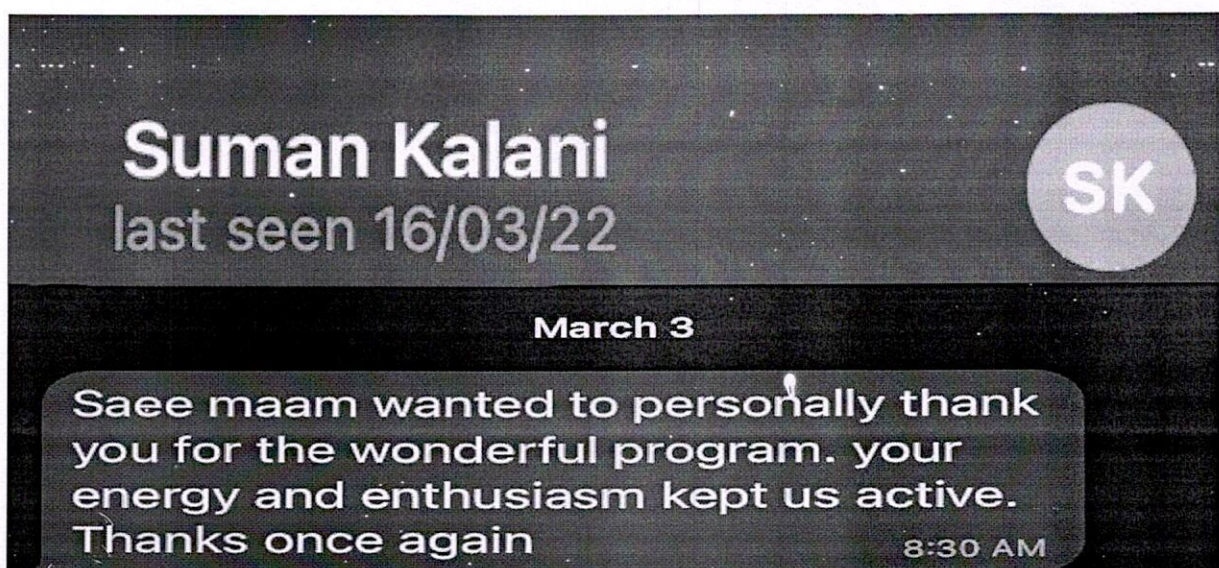 Suman Kalani
last seen 16/03/22
SK
March 3
Saee maam wanted to personally thank
you for the wonderful program. your
energy and enthusiasm kept us active.
Thanks once again
8:30 AM